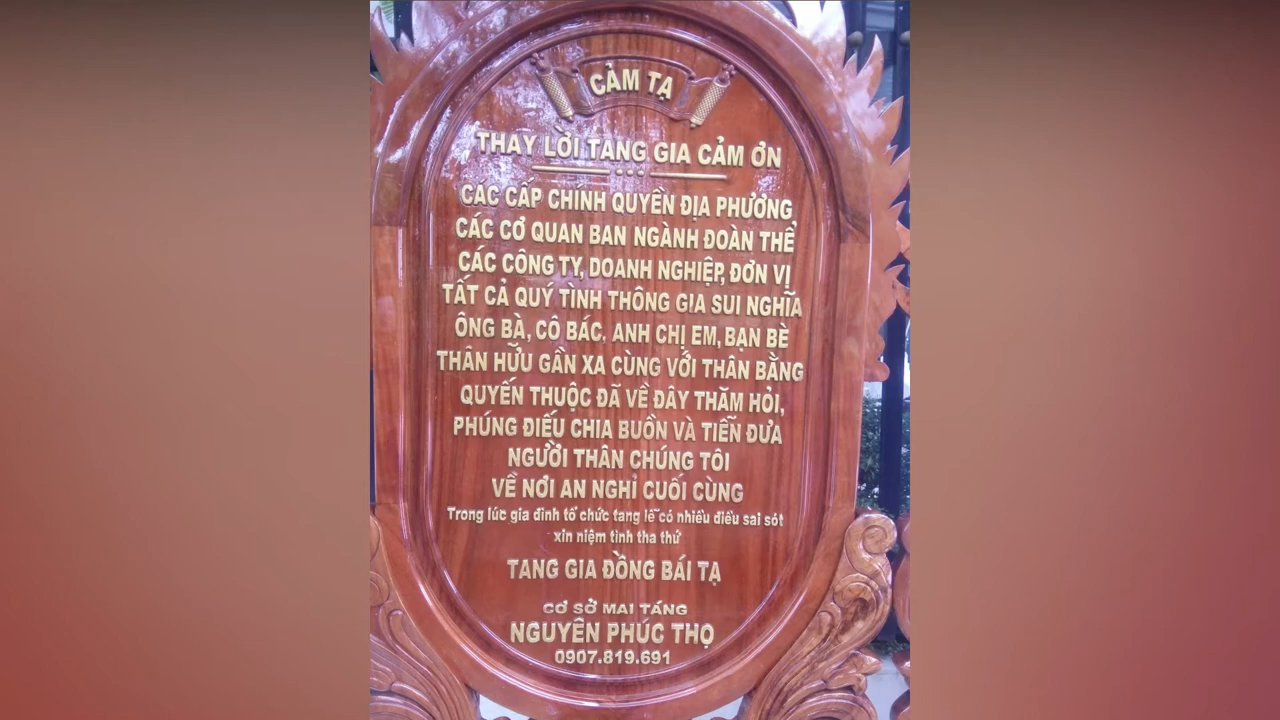 CẢM TẠ
THAY LỜI TANG GIA CẢM ƠN
CÁC CẤP CHÍNH QUYỀN ĐỊA PHƯƠNG
CÁC CƠ QUAN BAN NGÀNH ĐOÀN THỂ
CÁC CÔNG TY, DOANH NGHIỆP, ĐƠN VỊ
TẤT CẢ QUÝ TÌNH THÔNG GIA SUI NGHĨA
ÔNG BÀ, CÔ BÁC, ANH CHỊ EM, BẠN BÈ
THÂN HỮU GẦN XA CÙNG VỚI THÂN BẰNG
QUYẾN THUỘC ĐÃ VỀ ĐÂY THĂM HỎI,
PHÚNG ĐIẾU CHIA BUỒN VÀ TIỄN ĐƯA
NGƯỜI THÂN CHÚNG TÔI
VỀ NƠI AN NGHỈ CUỐI CÙNG
Trong lúc gia đình tổ chức tang lễ có nhiều điều sai sót
xin niệm tình tha thứ
TANG GIA ĐỒNG BÁI TẠ
CƠ SỞ MAI TÁNG
NGUYÊN PHÚC THỌ
0907.819.691